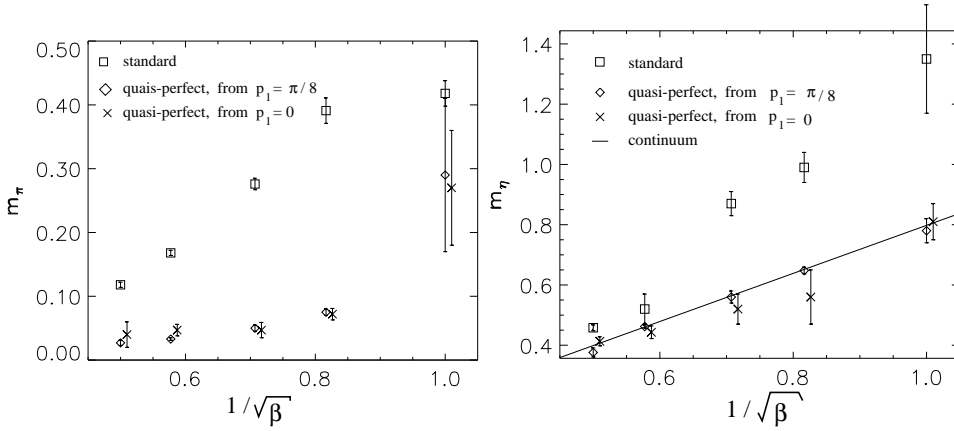 0.50
0.40
0.30
0.20
0.10
0.00
m_π
standard
quais-perfect, from p_1 = π/8
quasi-perfect, from p_1 = 0
0.6 0.8 1.0
1/√β
1.4
1.2
1.0
0.8
0.6
0.4
m_η
standard
quasi-perfect, from p_1 = π/8
quasi-perfect, from p_1 = 0
continuum
0.6 0.8 1.0
1/√β